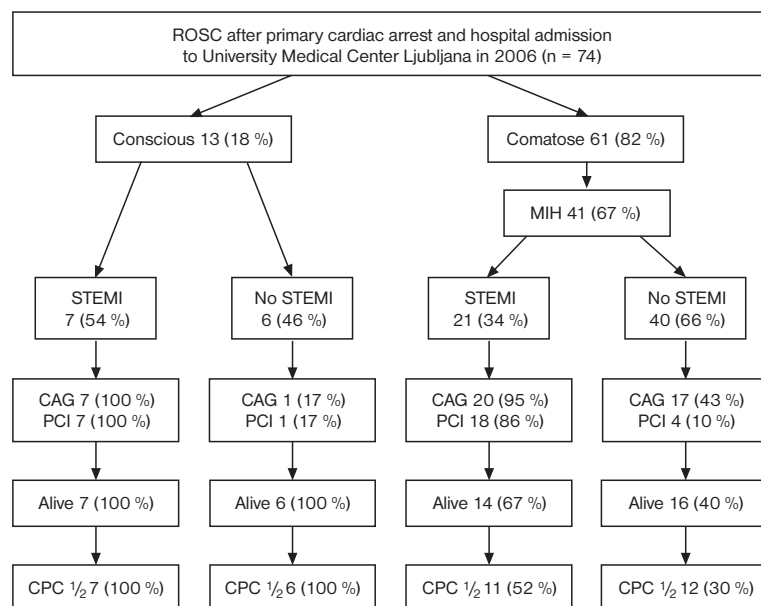 ROSC after primary cardiac arrest and hospital admission
to University Medical Center Ljubljana in 2006 (n = 74)
Conscious 13 (18 %)
Comatose 61 (82 %)
MIH 41 (67 %)
STEMI
7 (54 %)
No STEMI
6 (46 %)
STEMI
21 (34 %)
No STEMI
40 (66 %)
CAG 7 (100 %)
PCI 7 (100 %)
CAG 1 (17 %)
PCI 1 (17 %)
CAG 20 (95 %)
PCI 18 (86 %)
CAG 17 (43 %)
PCI 4 (10 %)
Alive 7 (100 %)
Alive 6 (100 %)
Alive 14 (67 %)
Alive 16 (40 %)
CPC ½ 7 (100 %)
CPC ½ 6 (100 %)
CPC ½ 11 (52 %)
CPC ½ 12 (30 %)